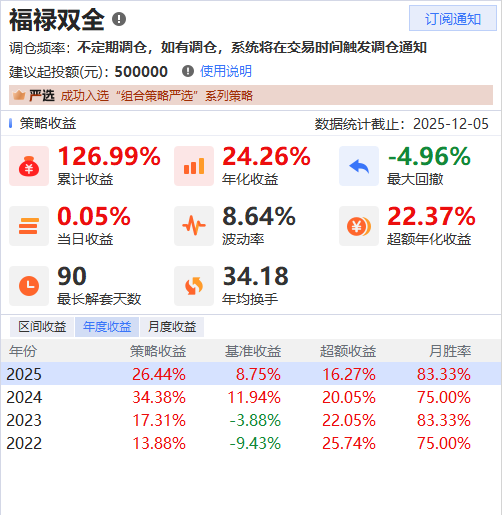 福禄双全
订阅通知
调仓频率：不定期调仓，如有调仓，系统将在交易时间触发调仓通知
建议起投额(元)：500000 使用说明
严选 成功入选“组合策略严选”系列策略
策略收益 数据统计截止：2025-12-05
126.99% 24.26% -4.96%
累计收益 年化收益 最大回撤
0.05% 8.64% 22.37%
当日收益 波动率 超额年化收益
90 34.18
最长解套天数 年均换手
区间收益 年度收益 月度收益
年份 策略收益 基准收益 超额收益 月胜率
2025 26.44% 8.75% 16.27% 83.33%
2024 34.38% 11.94% 20.05% 75.00%
2023 17.31% -3.88% 22.05% 83.33%
2022 13.88% -9.43% 25.74% 75.00%